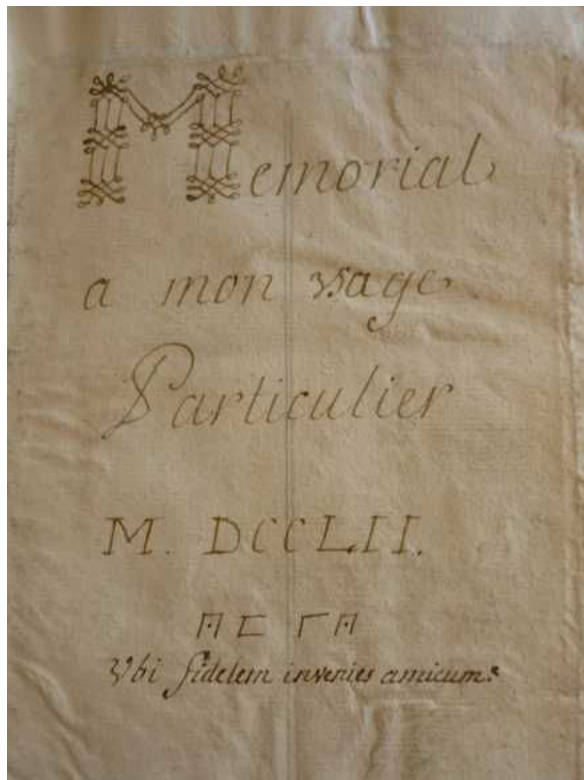 Memorial
a mon vsage
Particulier
M. DCCLII.
Vbi fidelem invenies amicum?